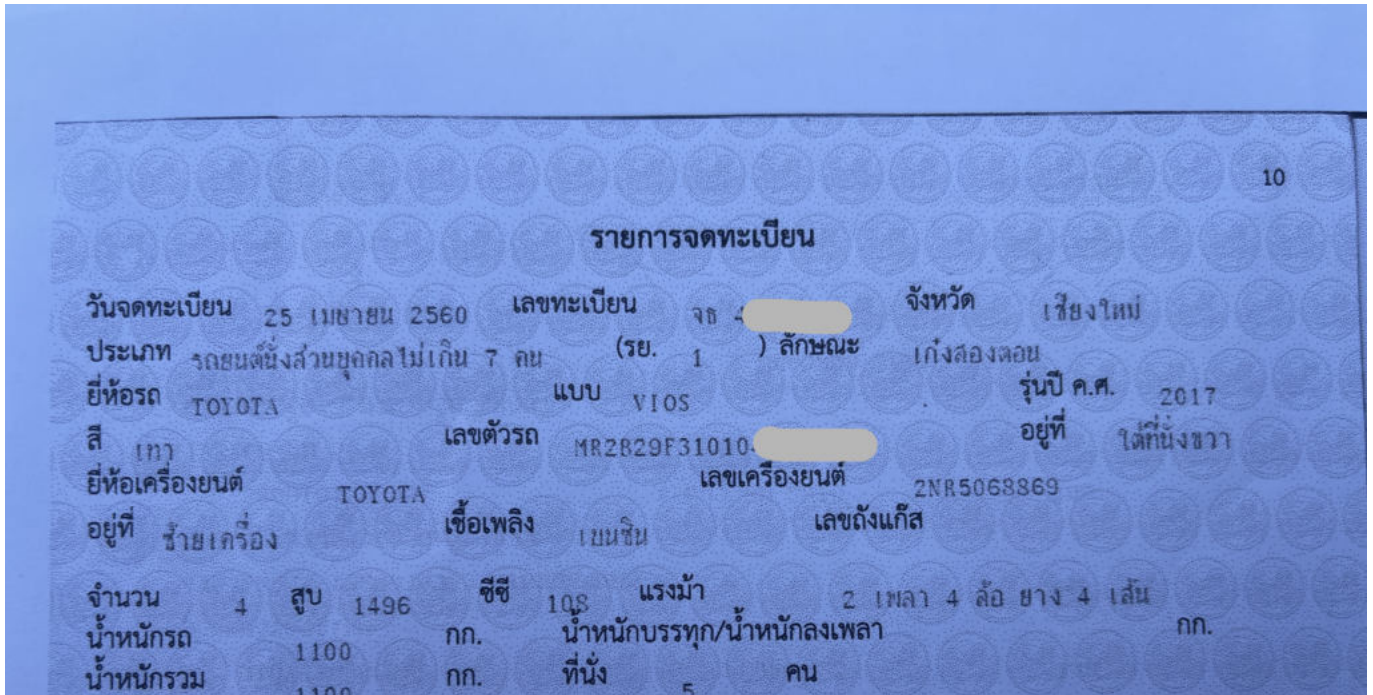 10
รายการจดทะเบียน
วันจดทะเบียน 25 เมษายน 2560 เลขทะเบียน จธ 4 จังหวัด เชียงใหม่
ประเภท รถยนต์นั่งส่วนบุคคลไม่เกิน 7 คน (รย. 1 ) ลักษณะ เก๋งสองตอน
ยี่ห้อรถ TOYOTA แบบ VIOS รุ่นปี ค.ศ. 2017
สี เทา เลขตัวรถ MR2B29F310104 อยู่ที่ ใต้ที่นั่งขวา
ยี่ห้อเครื่องยนต์ TOYOTA เลขเครื่องยนต์ 2NR5068869
อยู่ที่ ซ้ายเครื่อง เชื้อเพลิง เบนซิน เลขถังแก๊ส
จำนวน 4 สูบ 1496 ซีซี 108 แรงม้า 2 เพลา 4 ล้อ ยาง 4 เส้น
น้ำหนักรถ 1100 กก. น้ำหนักบรรทุก/น้ำหนักลงเพลา กก.
น้ำหนักรวม 1100 กก. ที่นั่ง 5 คน